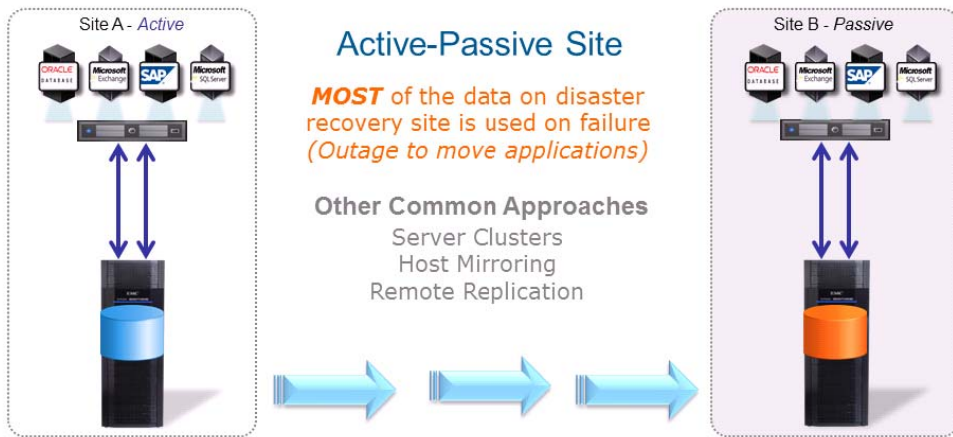 Site A - Active
ORACLE
DATABASE
Microsoft
Exchange
SAP
Microsoft
SQL Server
Active-Passive Site
MOST of the data on disaster
recovery site is used on failure
(Outage to move applications)
Other Common Approaches
Server Clusters
Host Mirroring
Remote Replication
EMC
Site B - Passive
ORACLE
DATABASE
Microsoft
Exchange
SAP
Microsoft
SQL Server
EMC